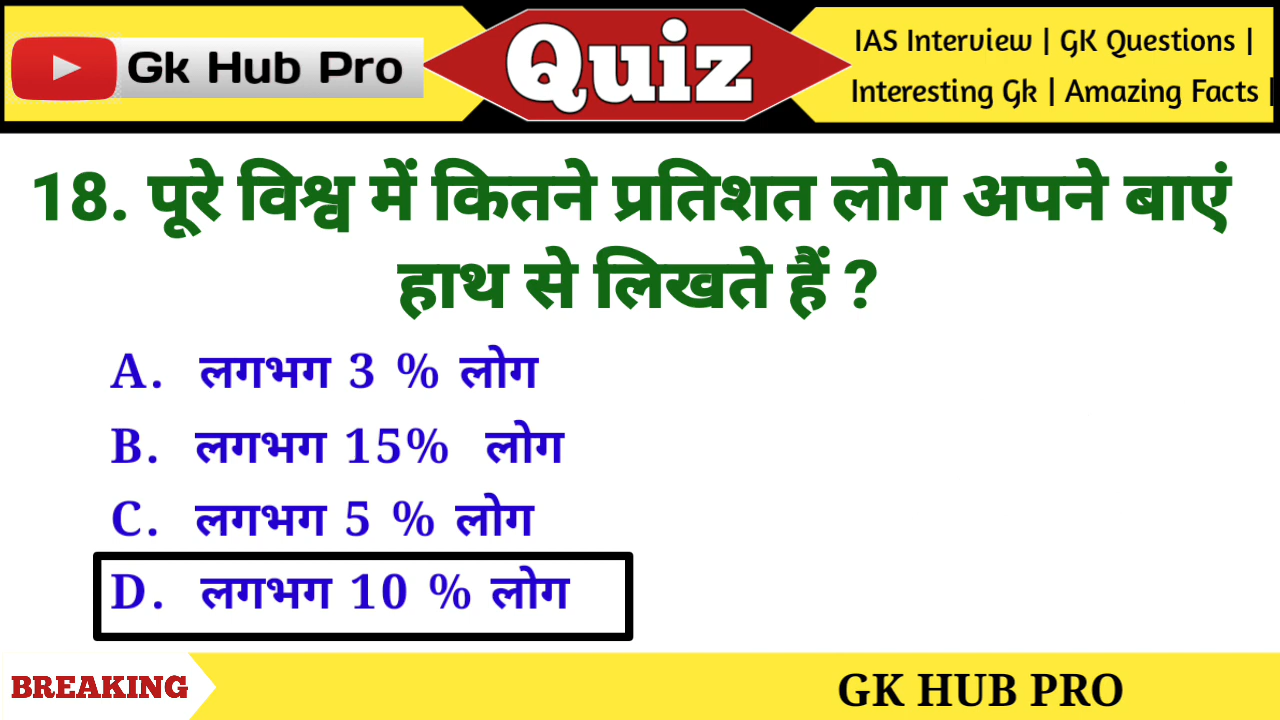 Gk Hub Pro
Quiz
IAS Interview | GK Questions |
Interesting Gk | Amazing Facts |
18. पूरे विश्व में कितने प्रतिशत लोग अपने बाएं
हाथ से लिखते हैं ?
A. लगभग 3 % लोग
B. लगभग 15% लोग
C. लगभग 5 % लोग
D. लगभग 10 % लोग
BREAKING
GK HUB PRO